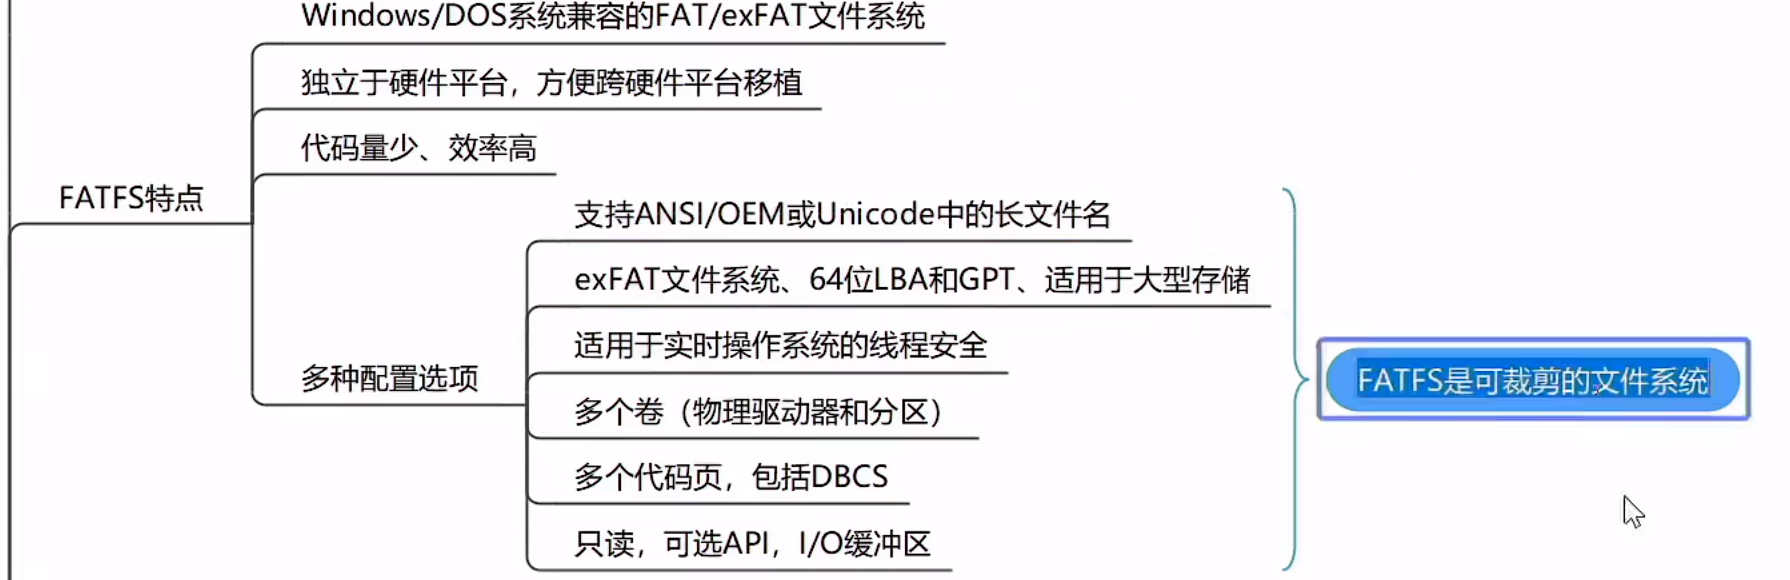 Windows/DOS系统兼容的FAT/exFAT文件系统
独立于硬件平台，方便跨硬件平台移植
代码量少、效率高
FATFS特点
支持ANSI/OEM或Unicode中的长文件名
exFAT文件系统、64位LBA和GPT、适用于大型存储
适用于实时操作系统的线程安全
多种配置选项
FATFS是可裁剪的文件系统
多个卷（物理驱动器和分区）
多个代码页，包括DBCS
只读，可选API，I/O缓冲区